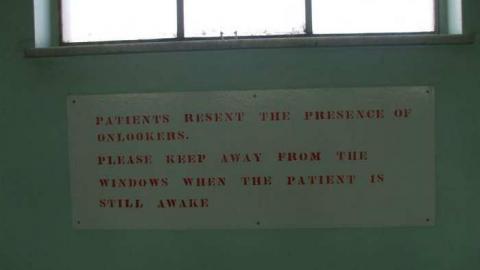 PATIENTS RESENT THE PRESENCE OF
ONLOOKERS.
PLEASE KEEP AWAY FROM THE
WINDOWS WHEN THE PATIENT IS
STILL AWAKE